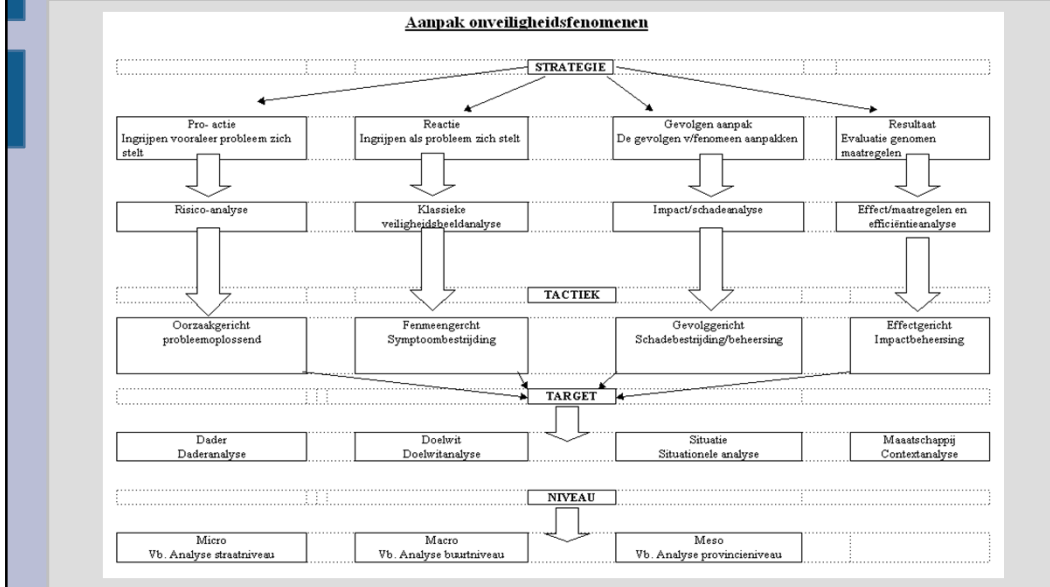 Aanpak onveiligheidsfenomenen
STRATEGIE
Pro- actie
Ingrijpen vooraleer probleem zich
stelt
Reactie
Ingrijpen als probleem zich stelt
Gevolgen aanpak
De gevolgen v/fenomeen aanpakken
Resultaat
Evaluatie genomen
maatregelen
Risico-analyse
Klassieke
veiligheidsbeeldanalyse
Impact/schadeanalyse
Effect/maatregelen en
efficiëntieanalyse
TACTIEK
Oorzaakgericht
probleemoplossend
Fenmeengercht
Symptoombestrijding
Gevolggericht
Schadebestrijding/beheersing
Effectgericht
Impactbeheersing
TARGET
Dader
Daderanalyse
Doelwit
Doelwitanalyse
Situatie
Situationele analyse
Maaatschappij
Contextanalyse
NIVEAU
Micro
Vb. Analyse straatniveau
Macro
Vb. Analyse buurtniveau
Meso
Vb. Analyse provincieniveau